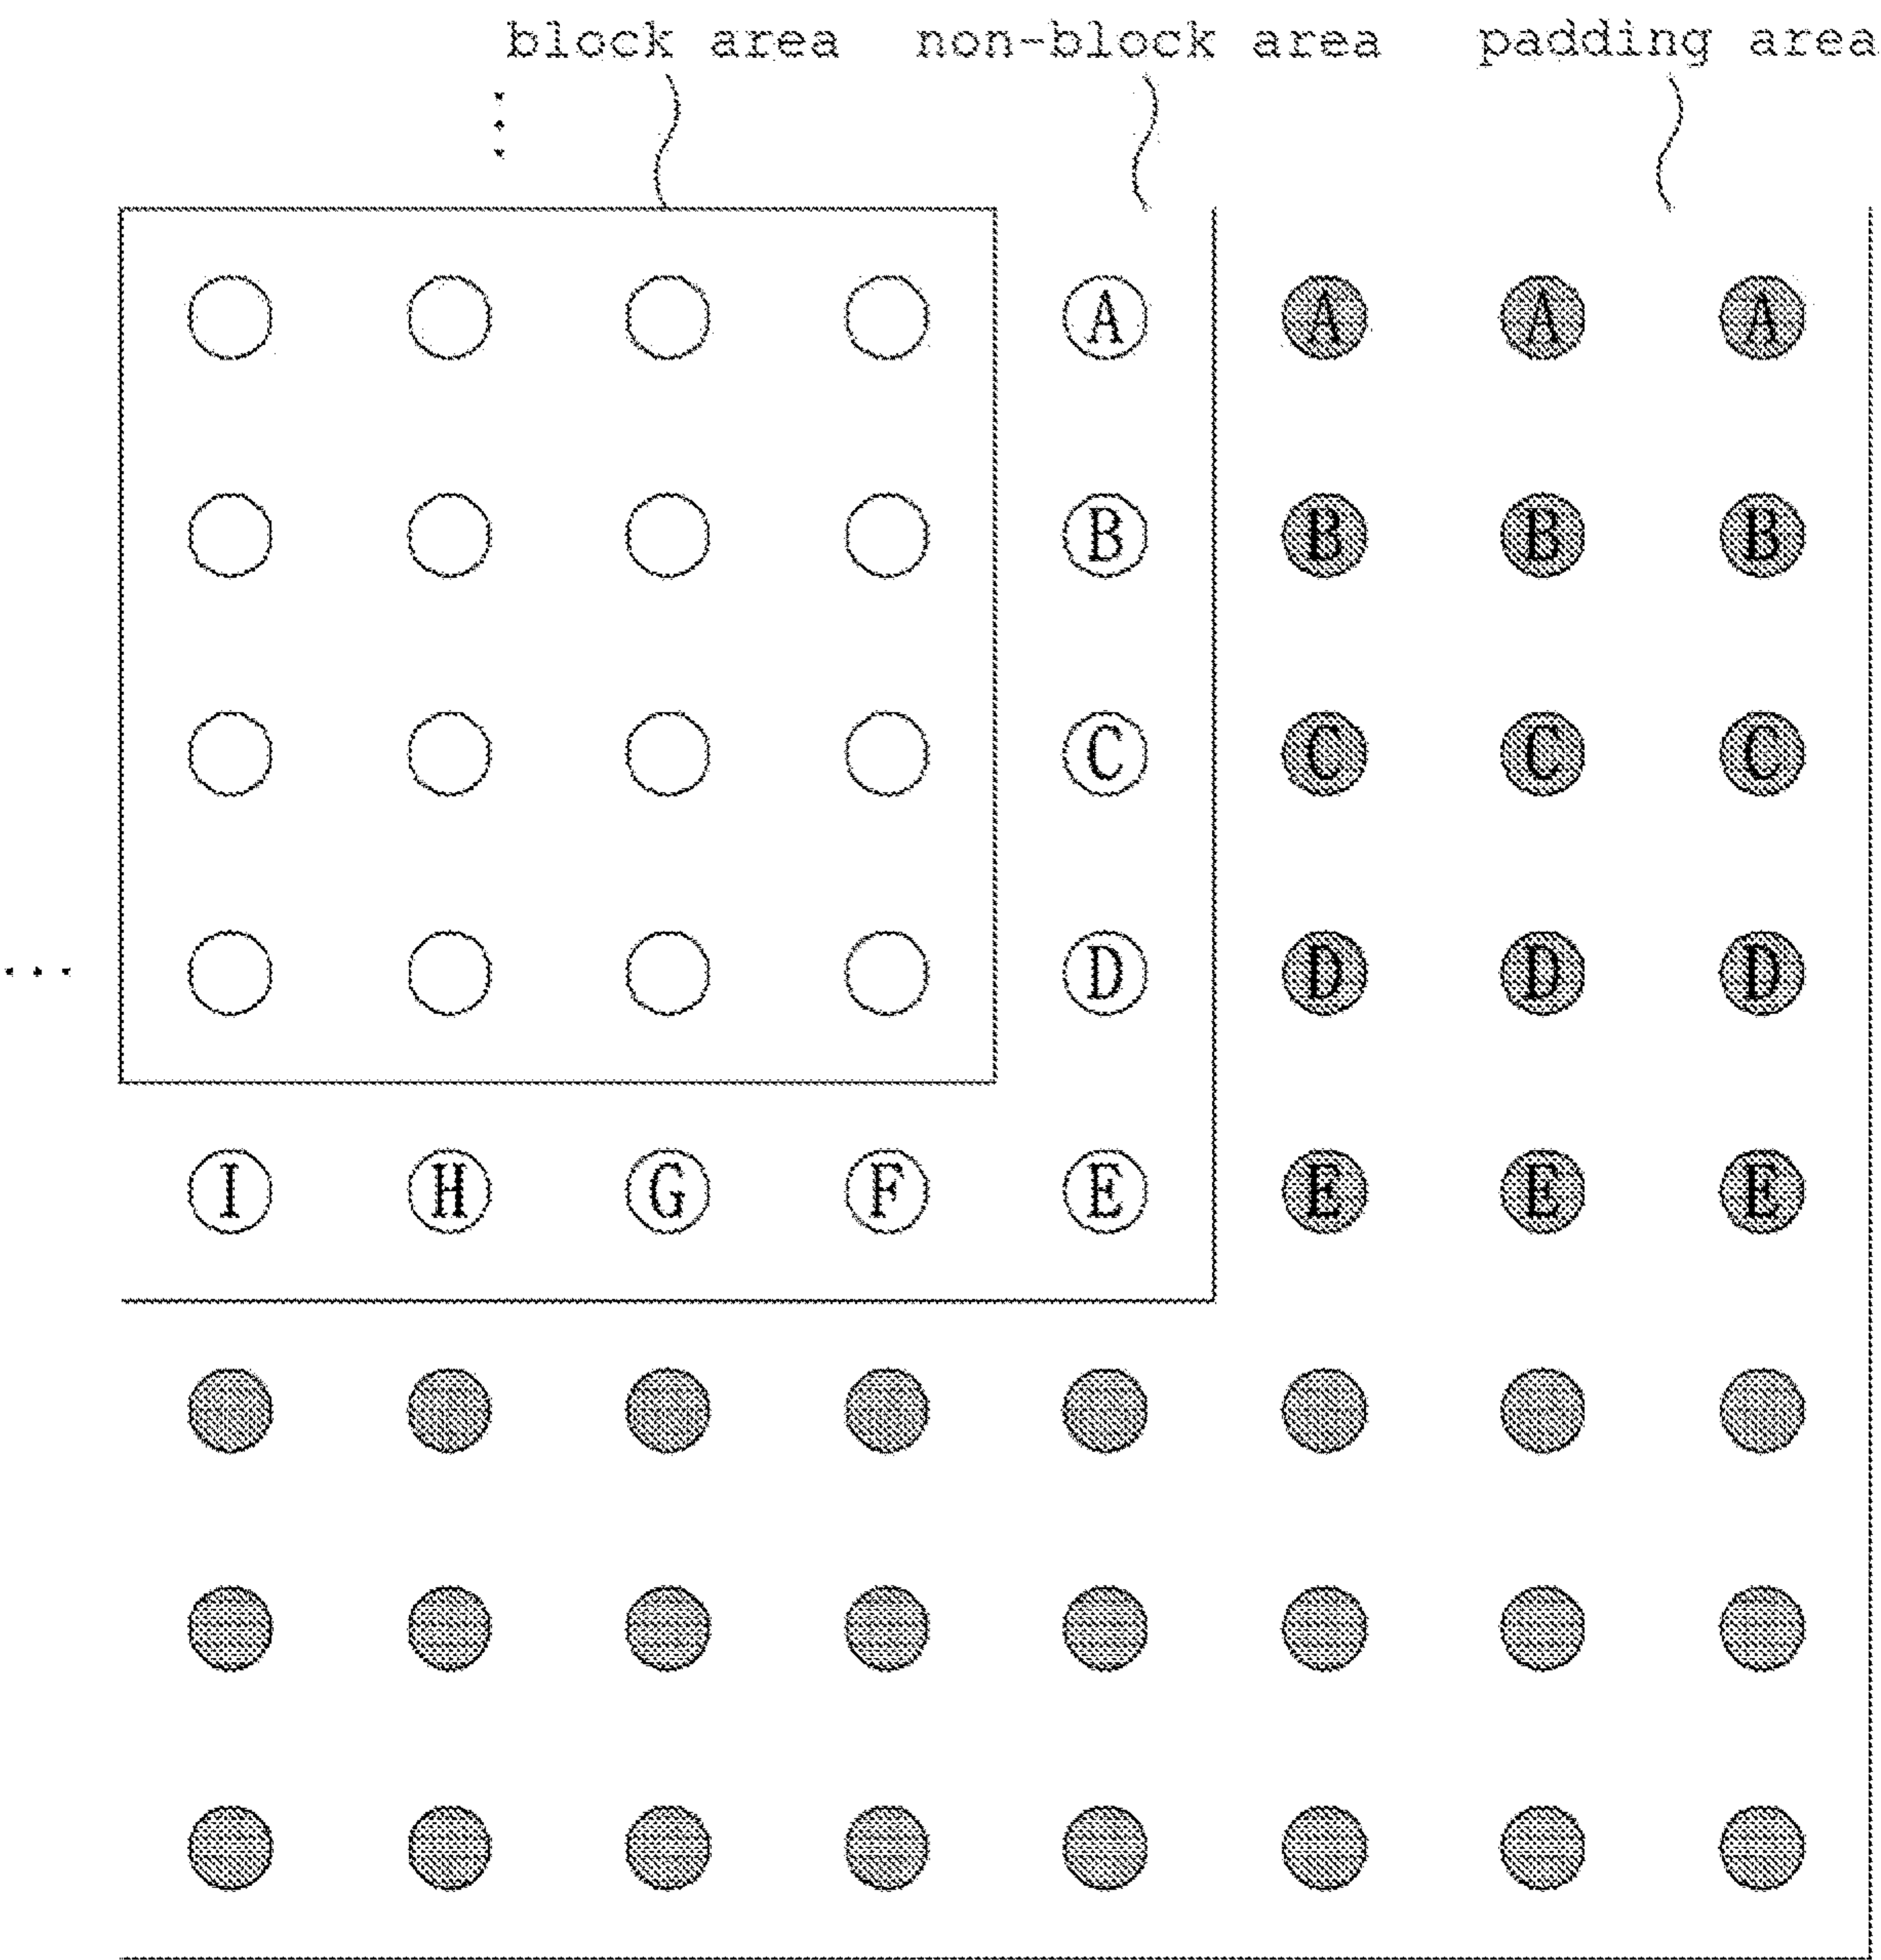 block area non-block area padding area
A A A A
B B B B
C C C C
D D D D
I H G F E E E E